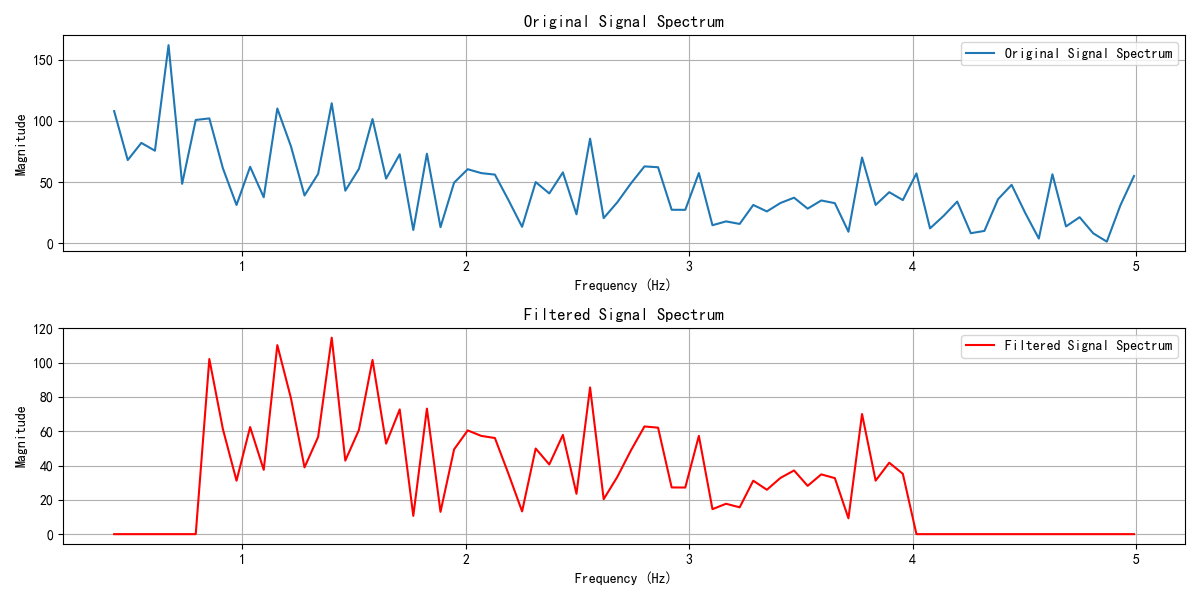 Original Signal Spectrum
Original Signal Spectrum
Magnitude
150
100
50
0
1 2 3 4 5
Frequency (Hz)
Filtered Signal Spectrum
Filtered Signal Spectrum
Magnitude
120
100
80
60
40
20
0
1 2 3 4 5
Frequency (Hz)